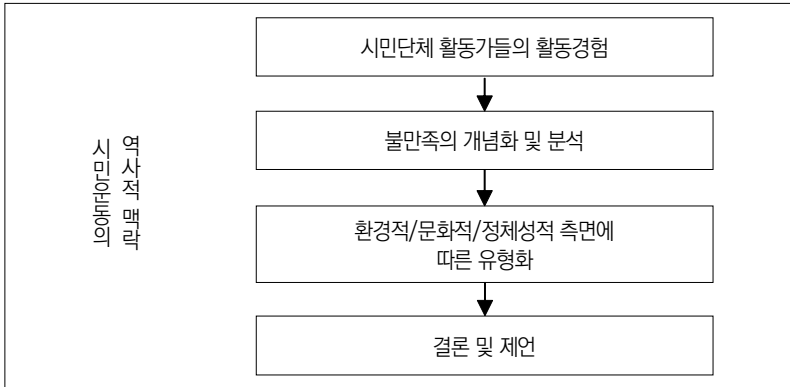 시민운동의
역사적 맥락
시민단체 활동가들의 활동경험
불만족의 개념화 및 분석
환경적/문화적/정체성적 측면에
따른 유형화
결론 및 제언